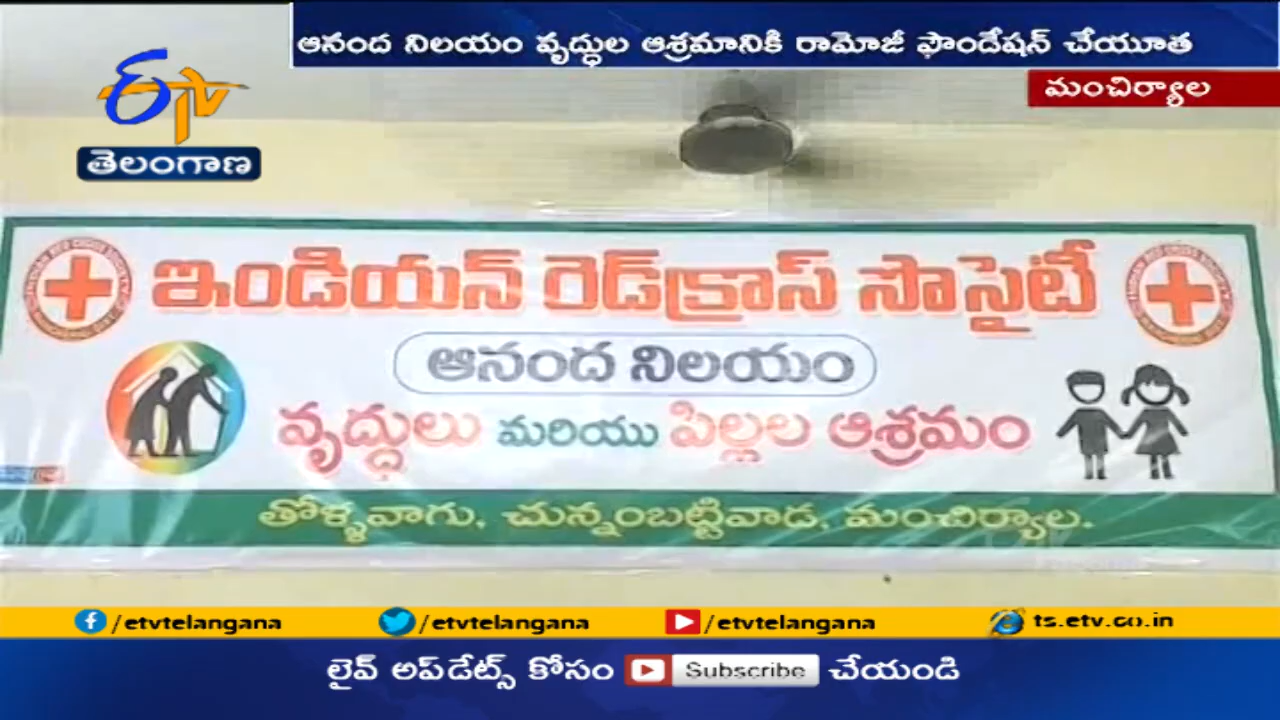 ఆనంద నిలయం వృద్ధుల ఆశ్రమానికి రామోజీ ఫౌండేషన్ చేయూత
మంచిర్యాల
ETV
తెలంగాణ
ఇండియన్ రెడ్‌క్రాస్ సొసైటీ
ఆనంద నిలయం
వృద్ధులు మరియు పిల్లల ఆశ్రమం
తోళ్ళవాగు, చున్నంబట్టివాడ, మంచిర్యాల.
/etvtelangana /etvtelangana /etvtelangana ts.etv.co.in
లైవ్ అప్‌డేట్స్ కోసం Subscribe చేయండి